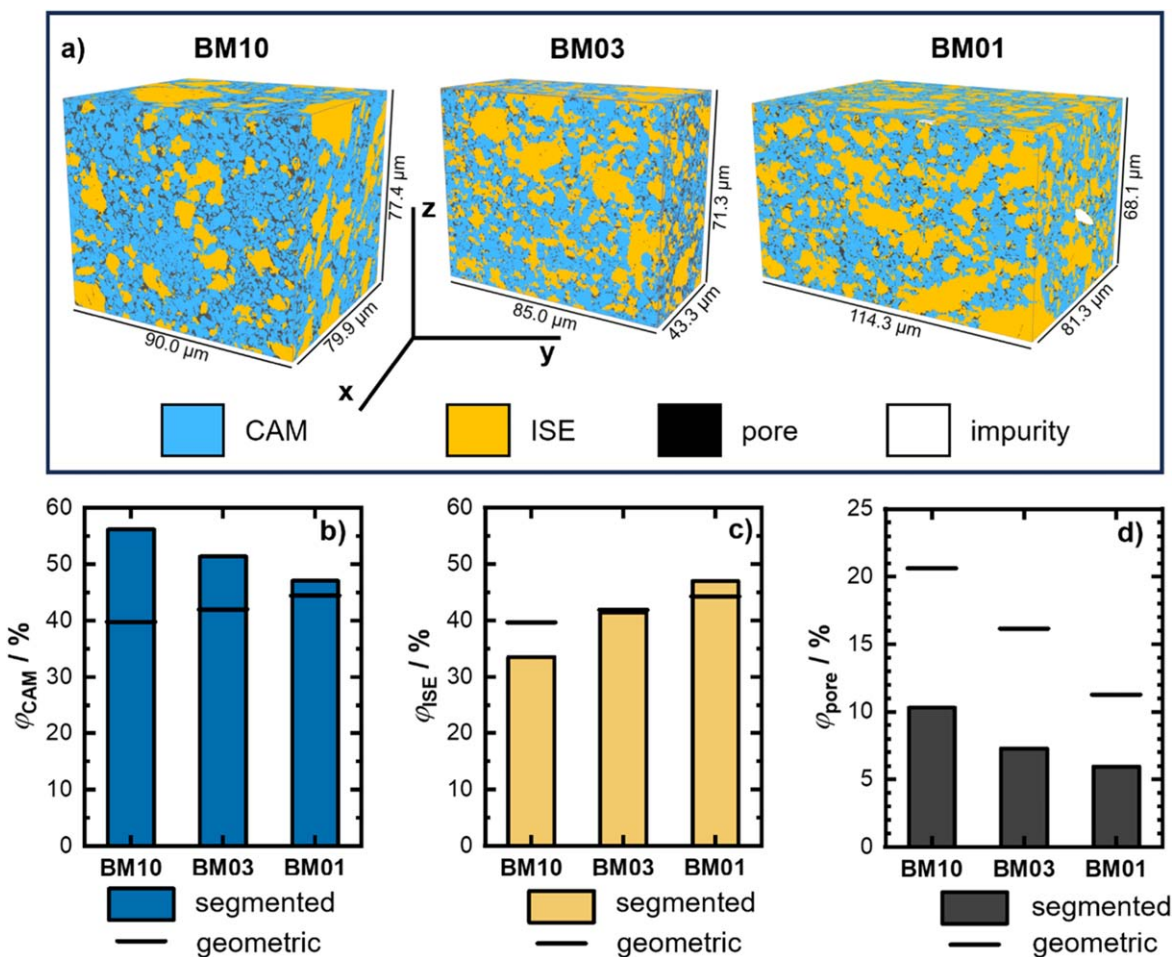 a) BM10 BM03 BM01
77.4 µm
79.9 µm
90.0 µm
71.3 µm
43.3 µm
85.0 µm
68.1 µm
81.3 µm
114.3 µm
z
y
x
CAM ISE pore impurity
b)
60
50
40
30
20
10
0
φCAM / %
BM10 BM03 BM01
segmented
geometric
c)
60
50
40
30
20
10
0
φISE / %
BM10 BM03 BM01
segmented
geometric
d)
25
20
15
10
5
0
φpore / %
BM10 BM03 BM01
segmented
geometric